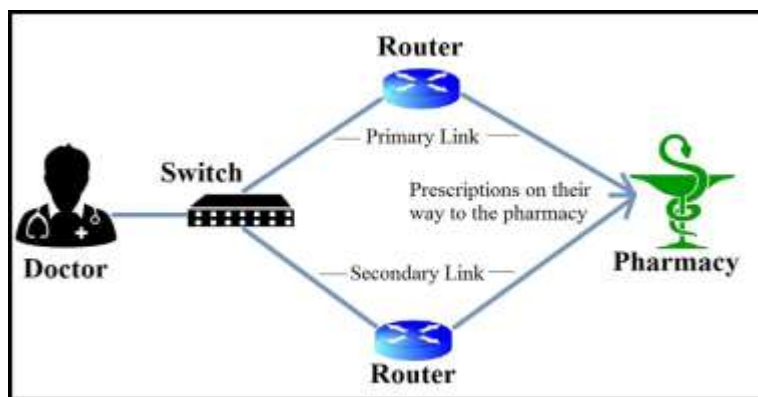 Router
Primary Link
Switch
Prescriptions on their
way to the pharmacy
Doctor
Pharmacy
Secondary Link
Router